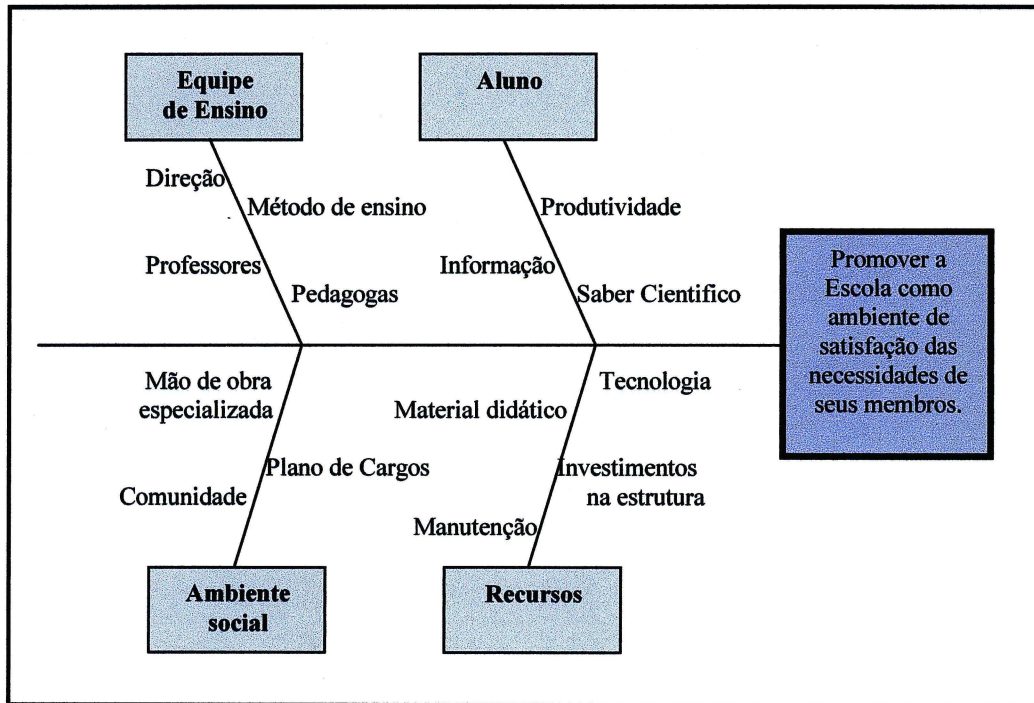 Equipe
de Ensino
Aluno
Direção
Método de ensino
Professores
Pedagogas
Produtividade
Informação
Saber Cientifico
Promover a
Escola como
ambiente de
satisfação das
necessidades de
seus membros.
Mão de obra
especializada
Plano de Cargos
Comunidade
Tecnologia
Material didático
Investimentos
na estrutura
Manutenção
Ambiente
social
Recursos